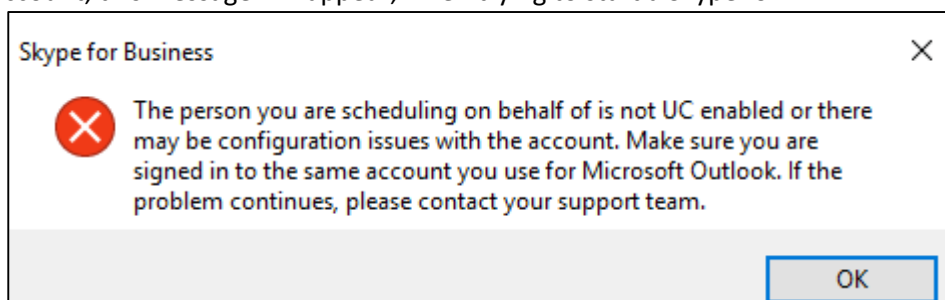 Skype for Business
The person you are scheduling on behalf of is not UC enabled or there
may be configuration issues with the account. Make sure you are
signed in to the same account you use for Microsoft Outlook. If the
problem continues, please contact your support team.
OK